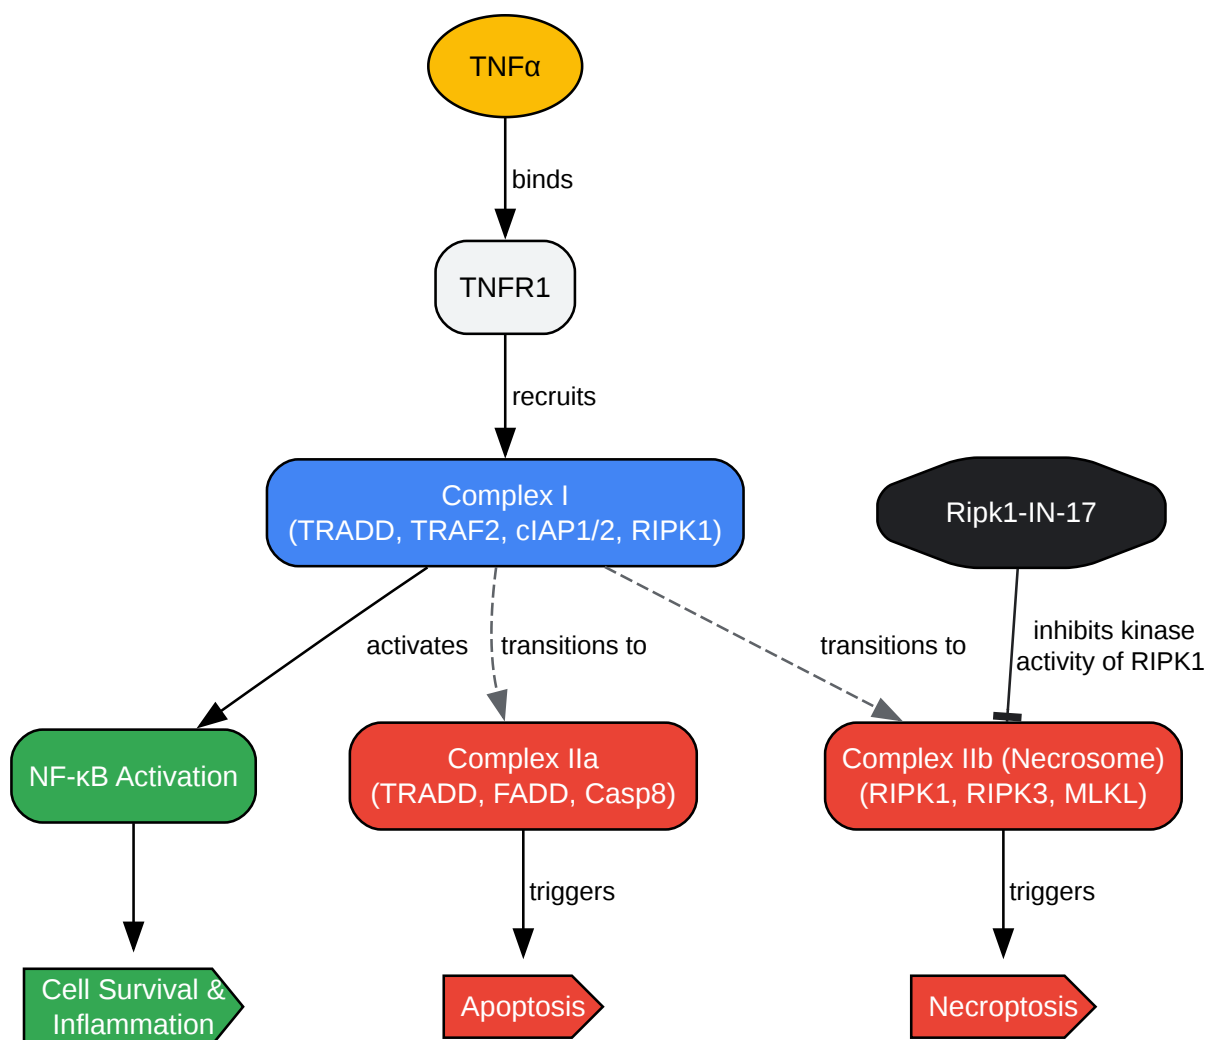 TNFα
binds
TNFR1
recruits
Complex I
(TRADD, TRAF2, cIAP1/2, RIPK1)
Ripk1-IN-17
activates
transitions to
transitions to
inhibits kinase
activity of RIPK1
NF-κB Activation
Complex IIa
(TRADD, FADD, Casp8)
Complex IIb (Necrosome)
(RIPK1, RIPK3, MLKL)
triggers
triggers
Cell Survival &
Inflammation
Apoptosis
Necroptosis